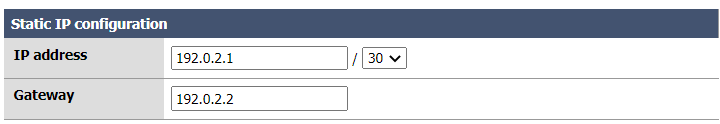 Static IP configuration
IP address 192.0.2.1 / 30
Gateway 192.0.2.2